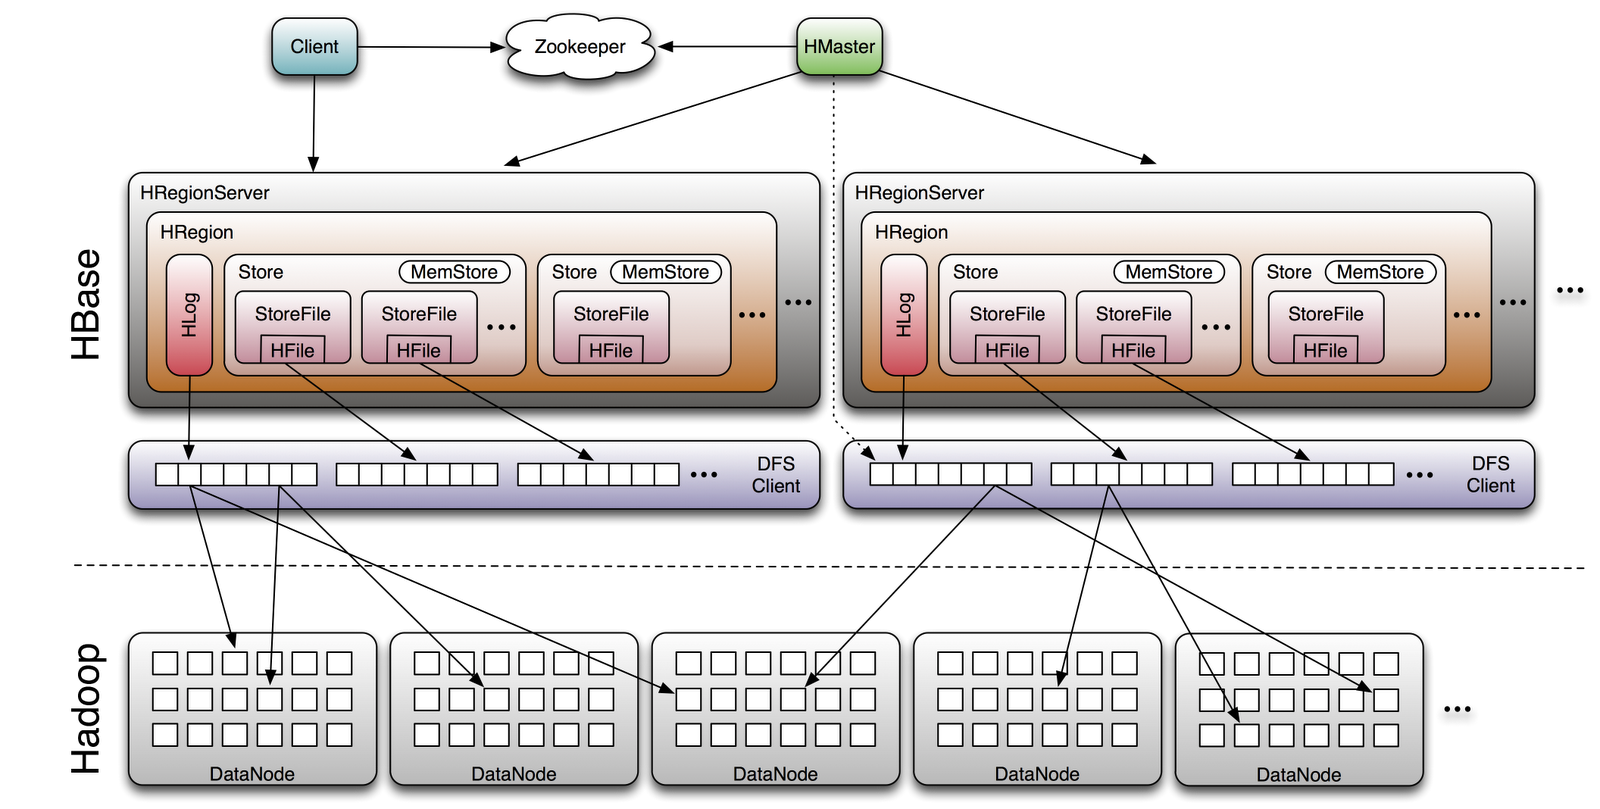 Client
Zookeeper
HMaster
HBase
HRegionServer
HRegion
HLog
Store
MemStore
StoreFile
HFile
StoreFile
HFile
...
Store
MemStore
StoreFile
HFile
...
...
HRegionServer
HRegion
HLog
Store
MemStore
StoreFile
HFile
StoreFile
HFile
...
Store
MemStore
StoreFile
HFile
...
...
...
...
DFS
Client
...
DFS
Client
Hadoop
DataNode
DataNode
DataNode
DataNode
DataNode
...